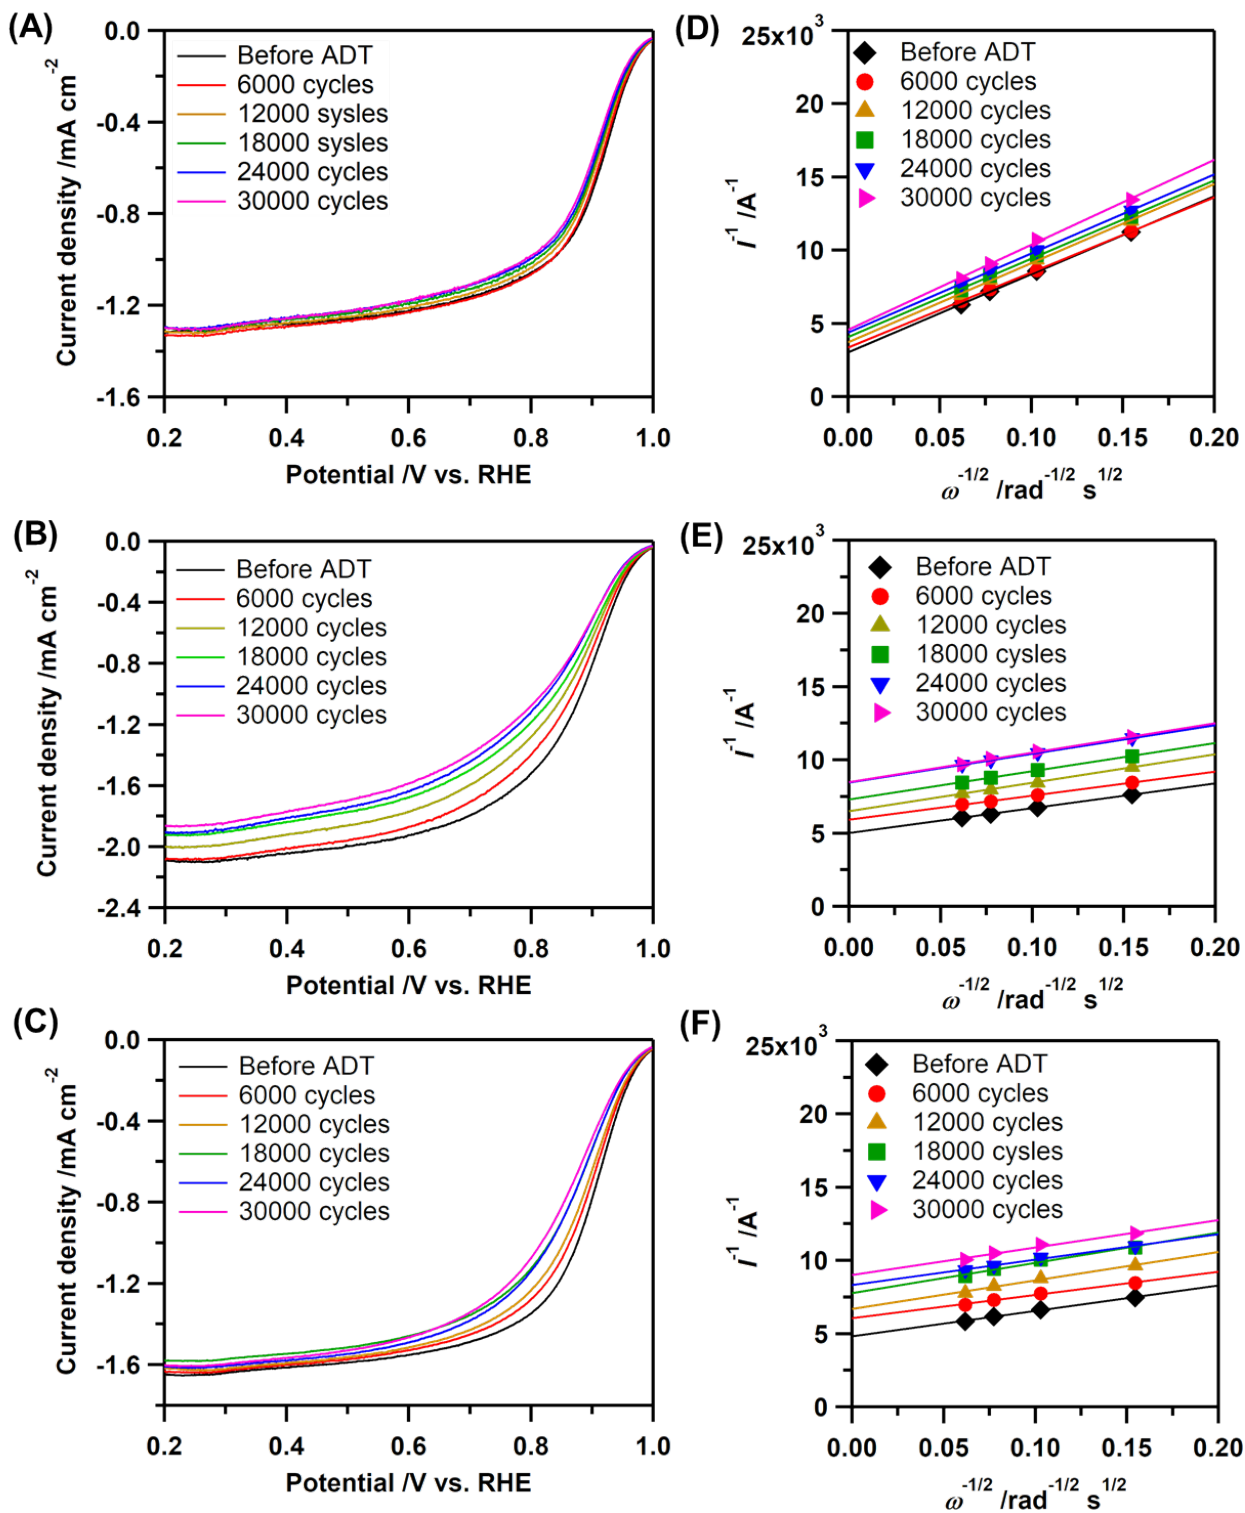 (A)
0.0
-0.4
-0.8
-1.2
-1.6
Current density /mA cm-2
Before ADT
6000 cycles
12000 sysles
18000 sysles
24000 cycles
30000 cycles
0.2 0.4 0.6 0.8 1.0
Potential /V vs. RHE
(D)
25x10³
20
15
10
5
0
I-1 /A-1
Before ADT
6000 cycles
12000 cycles
18000 cycles
24000 cycles
30000 cycles
0.00 0.05 0.10 0.15 0.20
ω-1/2 /rad-1/2 s1/2
(B)
0.0
-0.4
-0.8
-1.2
-1.6
-2.0
-2.4
Current density /mA cm-2
Before ADT
6000 cycles
12000 cycles
18000 cycles
24000 cycles
30000 cycles
0.2 0.4 0.6 0.8 1.0
Potential /V vs. RHE
(E)
25x10³
20
15
10
5
0
I-1 /A-1
Before ADT
6000 cycles
12000 cycles
18000 cysles
24000 cycles
30000 cycles
0.00 0.05 0.10 0.15 0.20
ω-1/2 /rad-1/2 s1/2
(C)
0.0
-0.4
-0.8
-1.2
-1.6
Current density /mA cm-2
Before ADT
6000 cycles
12000 cycles
18000 cycles
24000 cycles
30000 cycles
0.2 0.4 0.6 0.8 1.0
Potential /V vs. RHE
(F)
25x10³
20
15
10
5
0
I-1 /A-1
Before ADT
6000 cycles
12000 cycles
18000 cycles
24000 cycles
30000 cycles
0.00 0.05 0.10 0.15 0.20
ω-1/2 /rad-1/2 s1/2